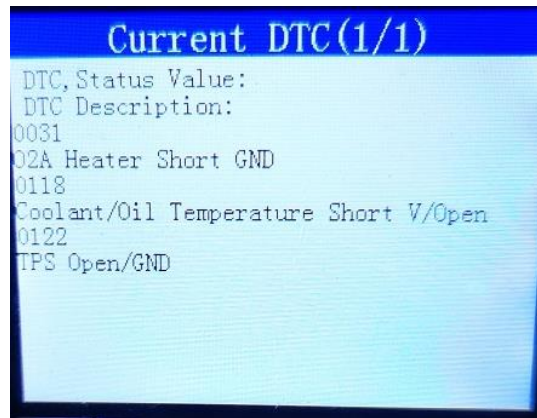 Current DTC(1/1)
DTC,Status Value:
DTC Description:
0031
O2A Heater Short GND
0118
Coolant/Oil Temperature Short V/Open
0122
TPS Open/GND